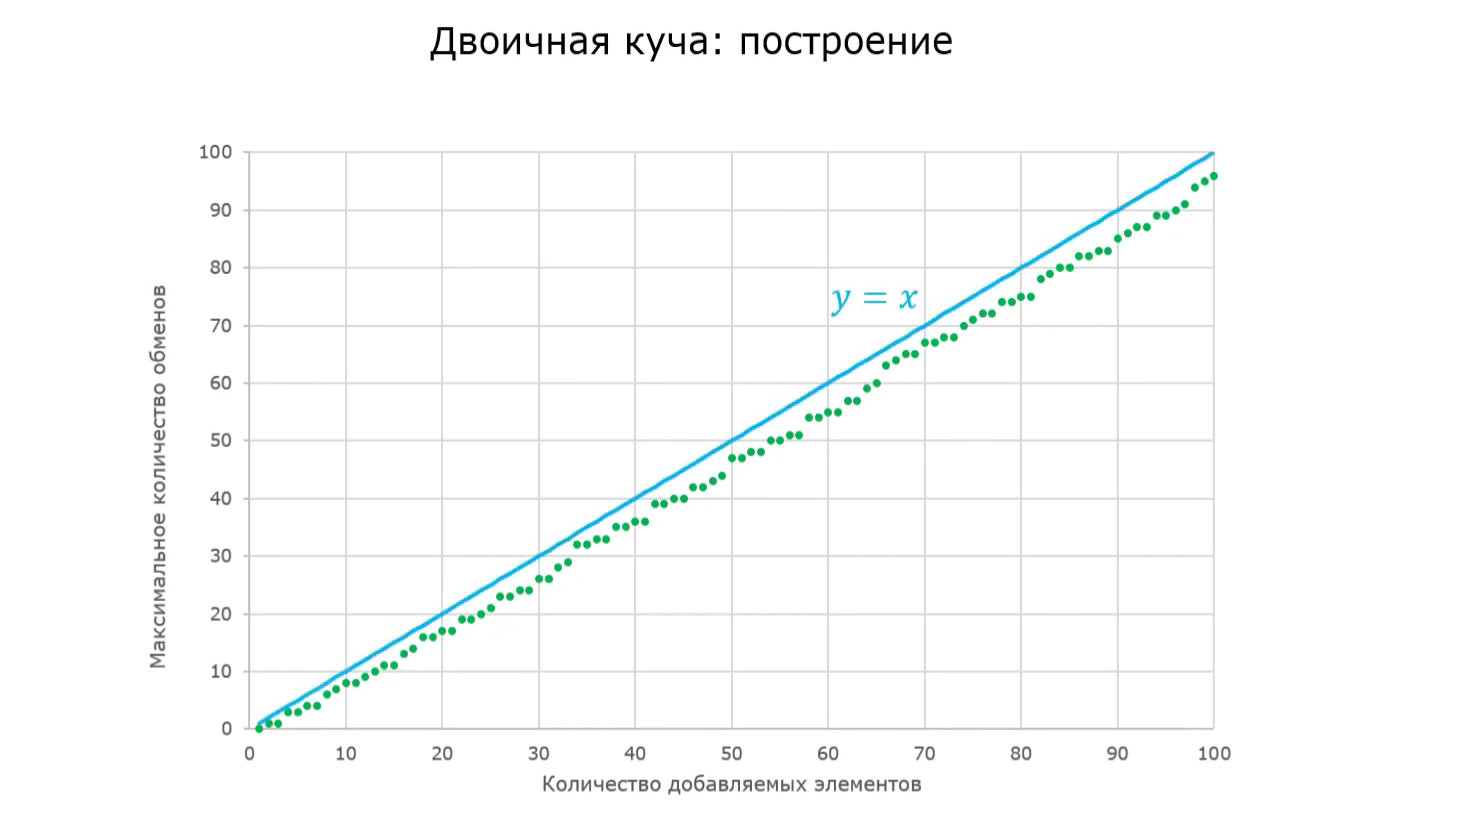 Двоичная куча: построение
Максимальное количество обменов
100
90
80
70
60
50
40
30
20
10
0
y = x
0 10 20 30 40 50 60 70 80 90 100
Количество добавляемых элементов